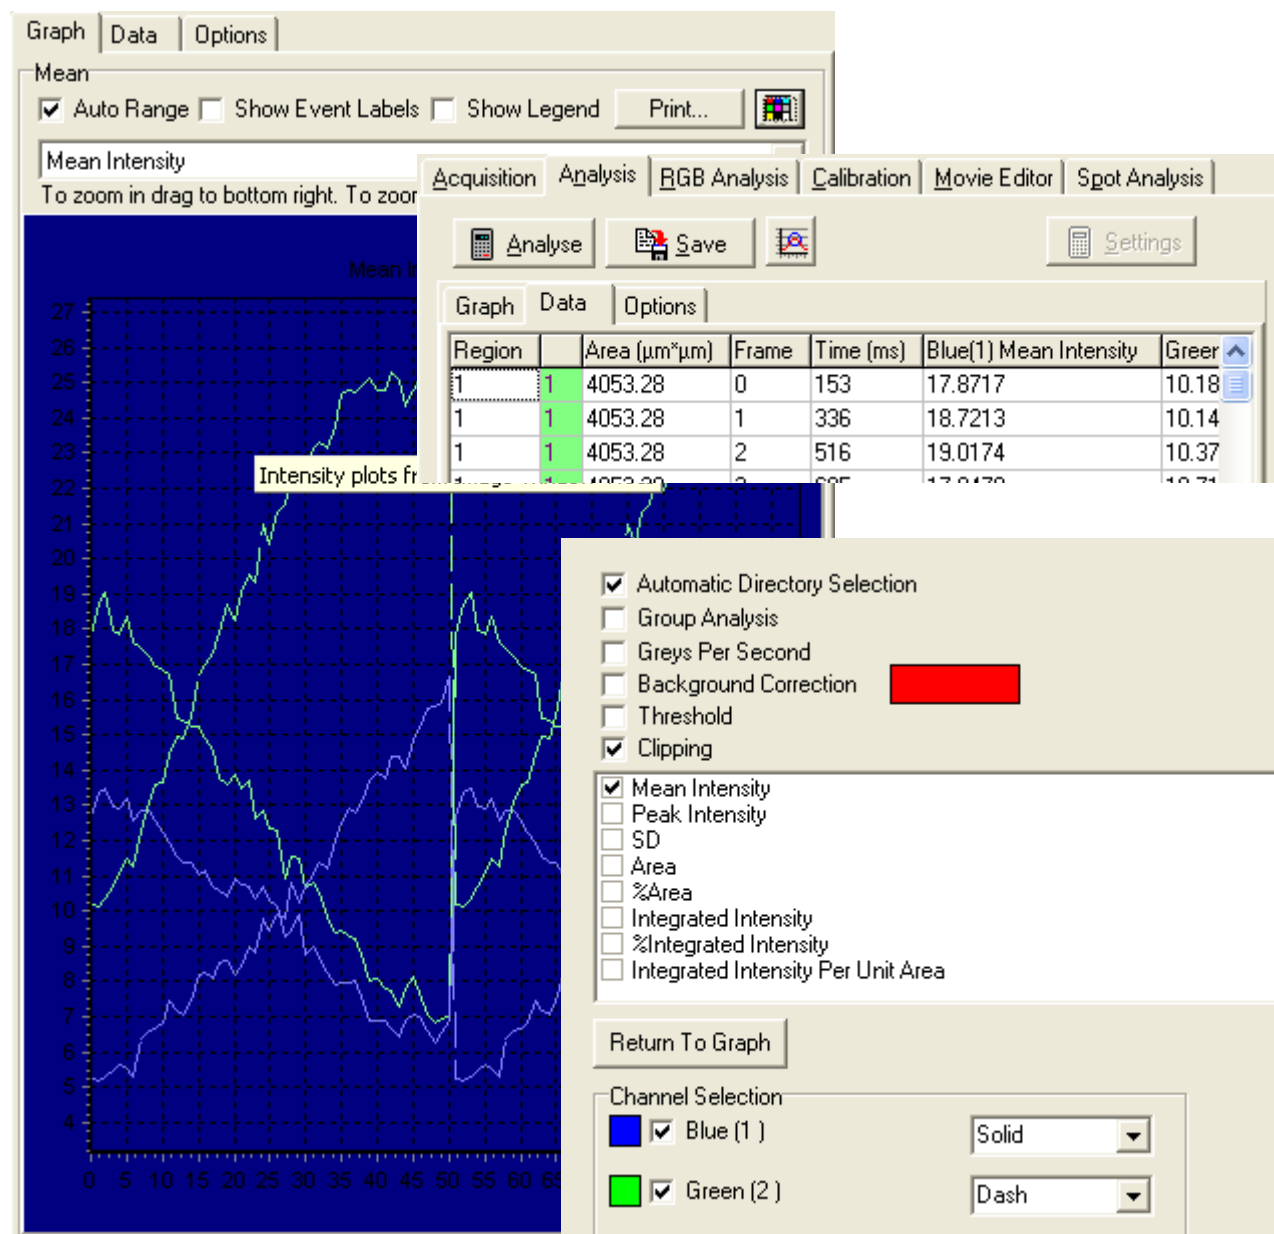 Graph Data Options
Mean
Auto Range Show Event Labels Show Legend Print...
Mean Intensity
To zoom in drag to bottom right. To zoor
Mean
27
26
25
24
23
22
21
20
19
18
17
16
15
14
13
12
11
10
9
8
7
6
5
4
0 5 10 15 20 25 30 35 40 45 50 55 60
Intensity plots fr
Acquisition Analysis RGB Analysis Calibration Movie Editor Spot Analysis
Analyse Save Settings
Graph Data Options
Region Area (µm*µm) Frame Time (ms) Blue(1) Mean Intensity Greer
1 1 4053.28 0 153 17.8717 10.18
1 1 4053.28 1 336 18.7213 10.14
1 1 4053.28 2 516 19.0174 10.37
Automatic Directory Selection
Group Analysis
Greys Per Second
Background Correction
Threshold
Clipping
Mean Intensity
Peak Intensity
SD
Area
%Area
Integrated Intensity
%Integrated Intensity
Integrated Intensity Per Unit Area
Return To Graph
Channel Selection
Blue (1 ) Solid
Green (2 ) Dash